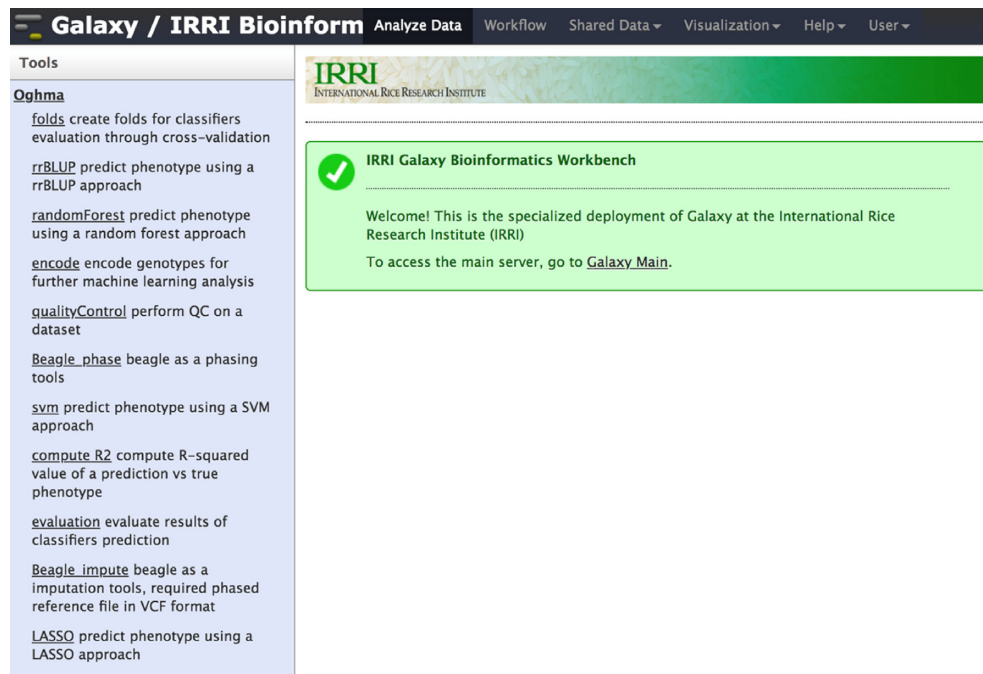 Galaxy / IRRI Bioinform
Analyze Data Workflow Shared Data Visualization Help User
Tools
Oghma
folds create folds for classifiers
evaluation through cross-validation
rrBLUP predict phenotype using a
rrBLUP approach
randomForest predict phenotype
using a random forest approach
encode encode genotypes for
further machine learning analysis
qualityControl perform QC on a
dataset
Beagle_phase beagle as a phasing
tools
svm predict phenotype using a SVM
approach
compute R2 compute R-squared
value of a prediction vs true
phenotype
evaluation evaluate results of
classifiers prediction
Beagle_impute beagle as a
imputation tools, required phased
reference file in VCF format
LASSO predict phenotype using a
LASSO approach
IRRI
INTERNATIONAL RICE RESEARCH INSTITUTE
IRRI Galaxy Bioinformatics Workbench
Welcome! This is the specialized deployment of Galaxy at the International Rice
Research Institute (IRRI)
To access the main server, go to Galaxy Main.